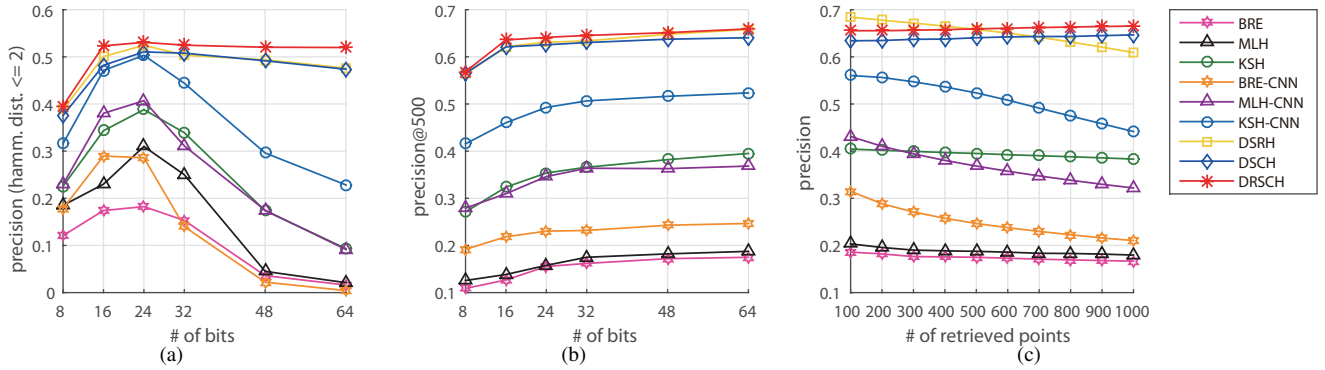 precision (hamm. dist. <= 2)
0.6
0.5
0.4
0.3
0.2
0.1
0
8 16 24 32 48 64
# of bits
(a)
precision@500
0.7
0.6
0.5
0.4
0.3
0.2
0.1
8 16 24 32 48 64
# of bits
(b)
precision
0.7
0.6
0.5
0.4
0.3
0.2
0.1
100 200 300 400 500 600 700 800 900 1000
# of retrieved points
(c)
BRE
MLH
KSH
BRE-CNN
MLH-CNN
KSH-CNN
DSRH
DSCH
DRSCH